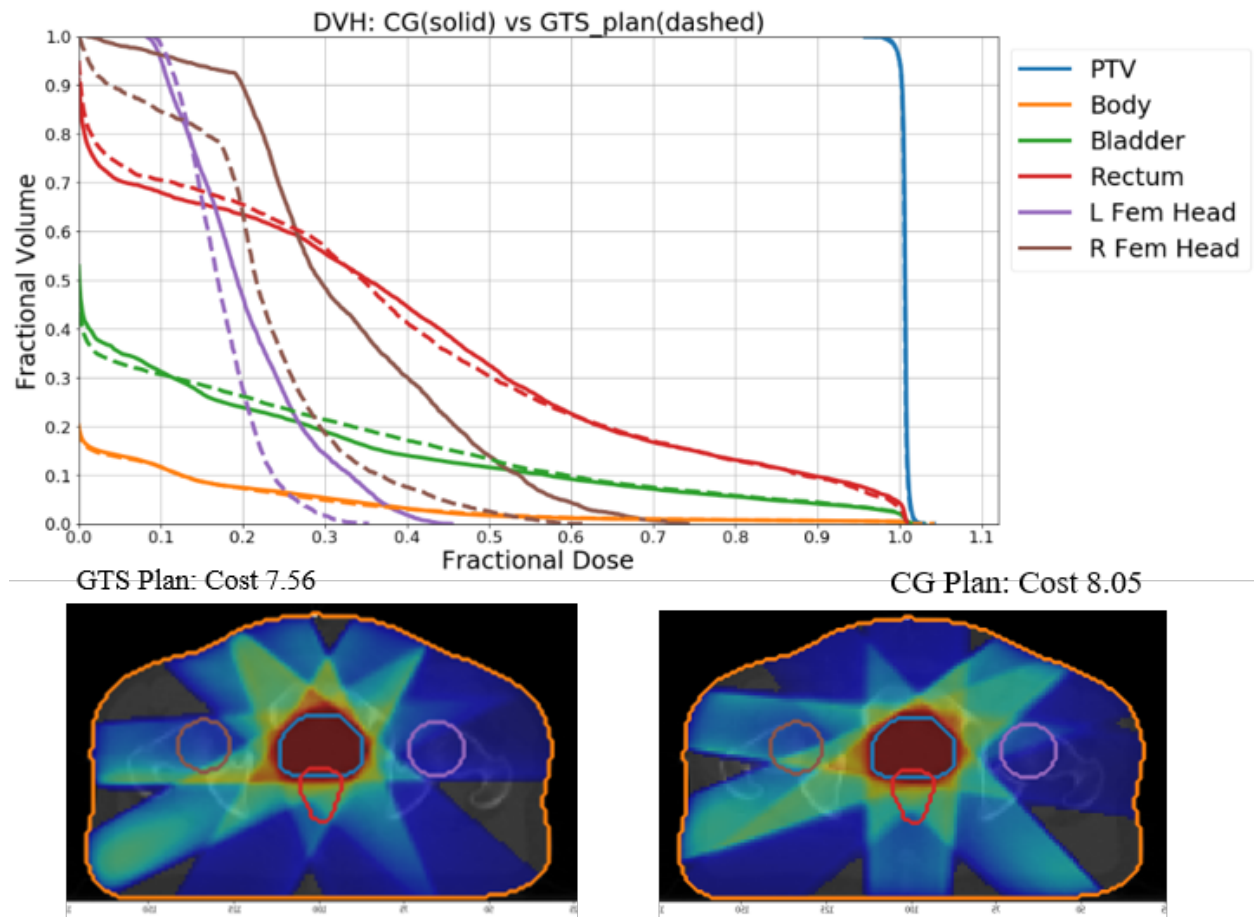 DVH: CG(solid) vs GTS_plan(dashed)
1.0
0.9
0.8
0.7
0.6
0.5
0.4
0.3
0.2
0.1
0.0
Fractional Volume
0.0 0.1 0.2 0.3 0.4 0.5 0.6 0.7 0.8 0.9 1.0 1.1
Fractional Dose
PTV
Body
Bladder
Rectum
L Fem Head
R Fem Head
GTS Plan: Cost 7.56
CG Plan: Cost 8.05